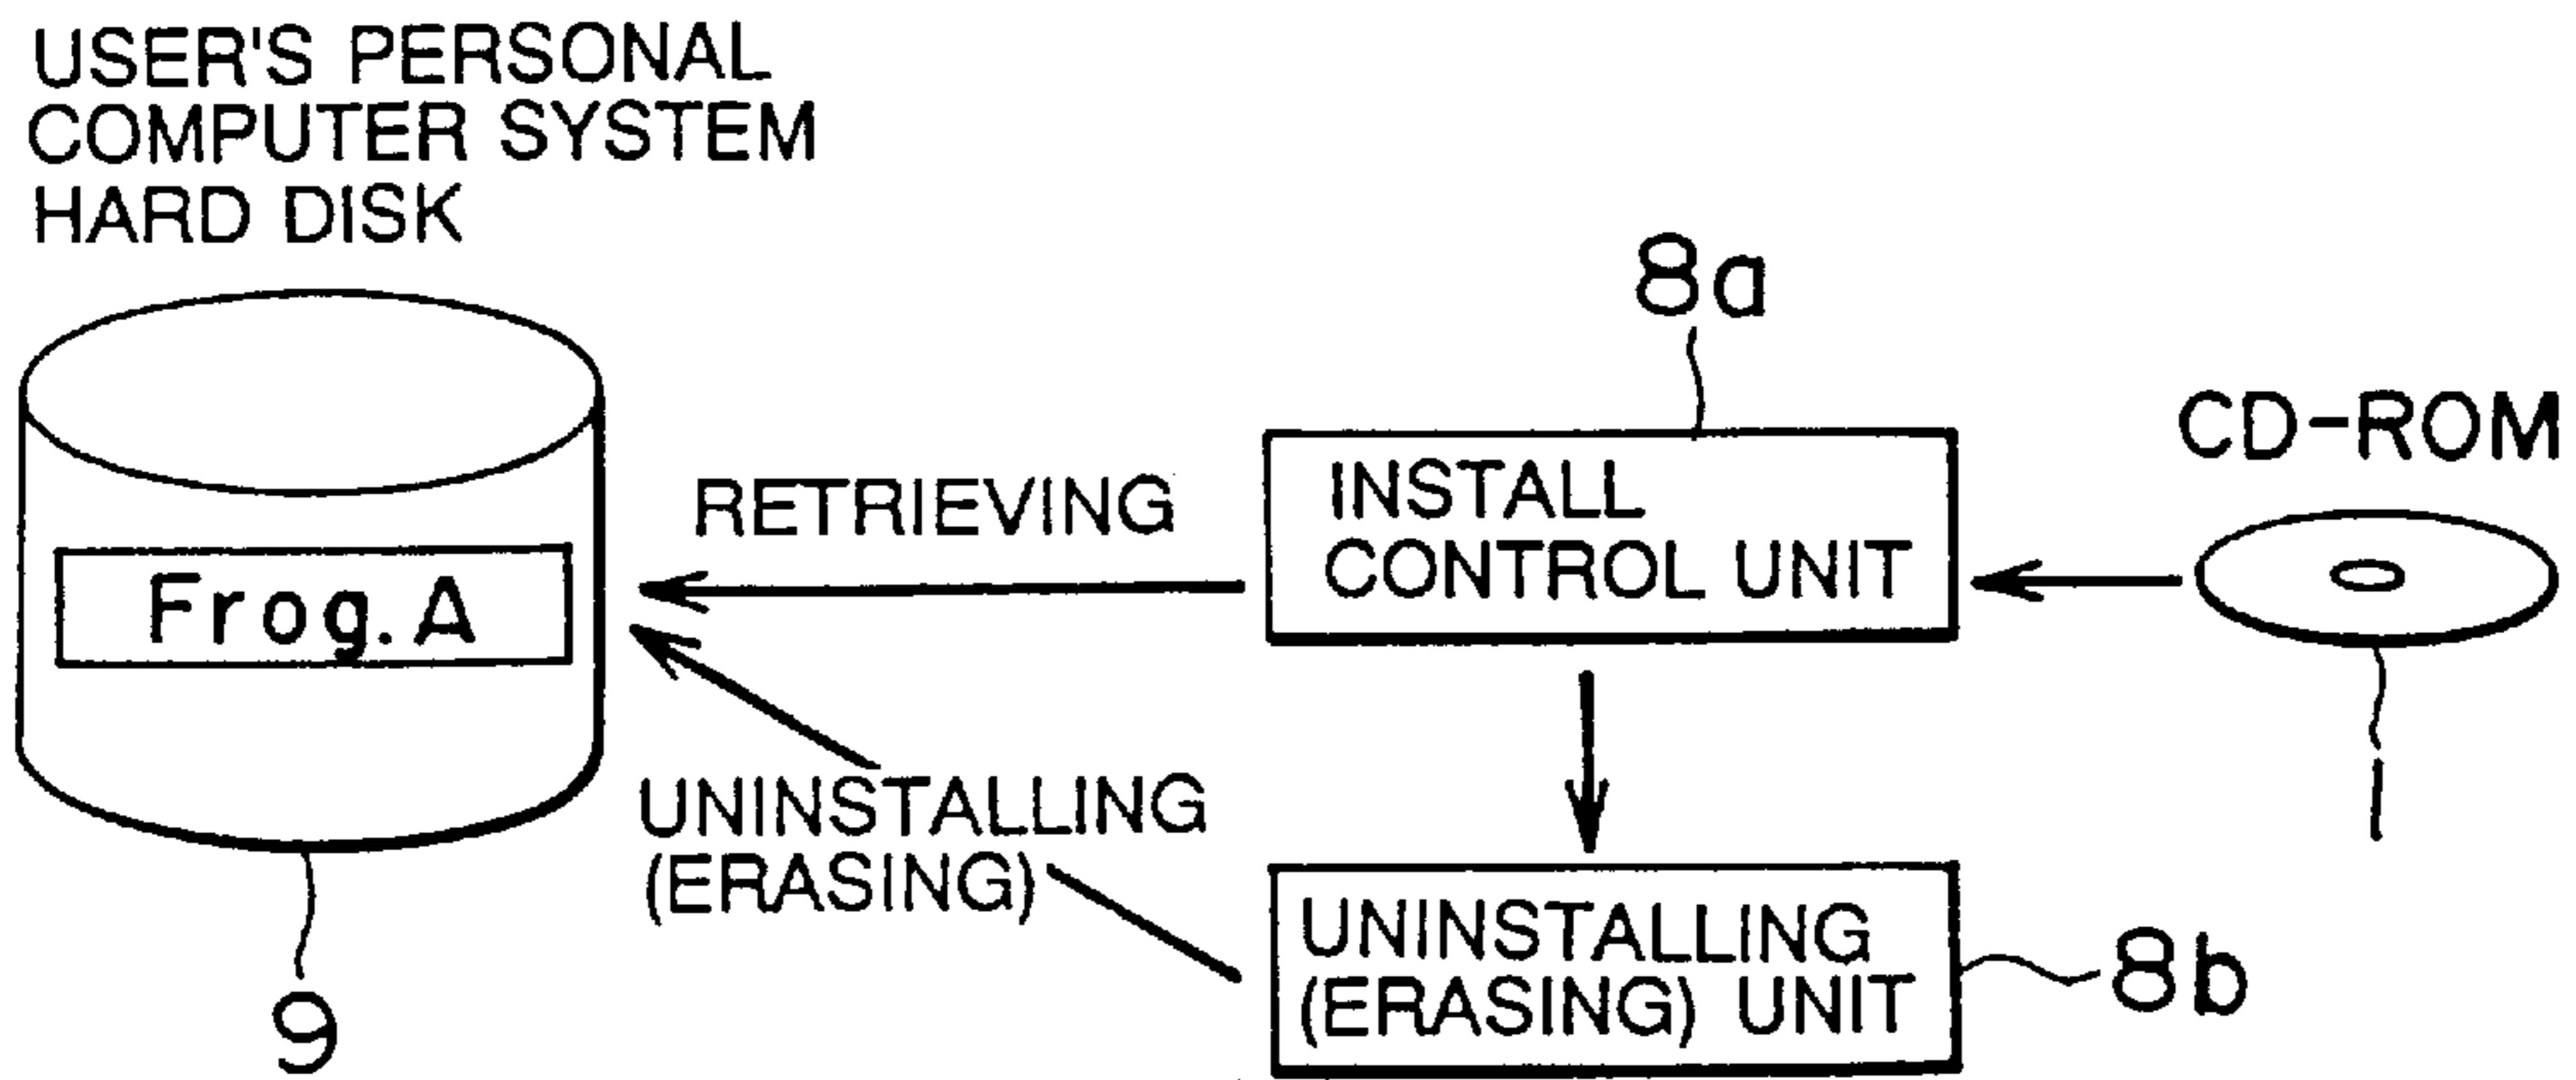 USER'S PERSONAL
COMPUTER SYSTEM
HARD DISK
8a
CD-ROM
RETRIEVING
INSTALL
CONTROL UNIT
Frog. A
UNINSTALLING
(ERASING)
UNINSTALLING
(ERASING) UNIT
8b
9
1